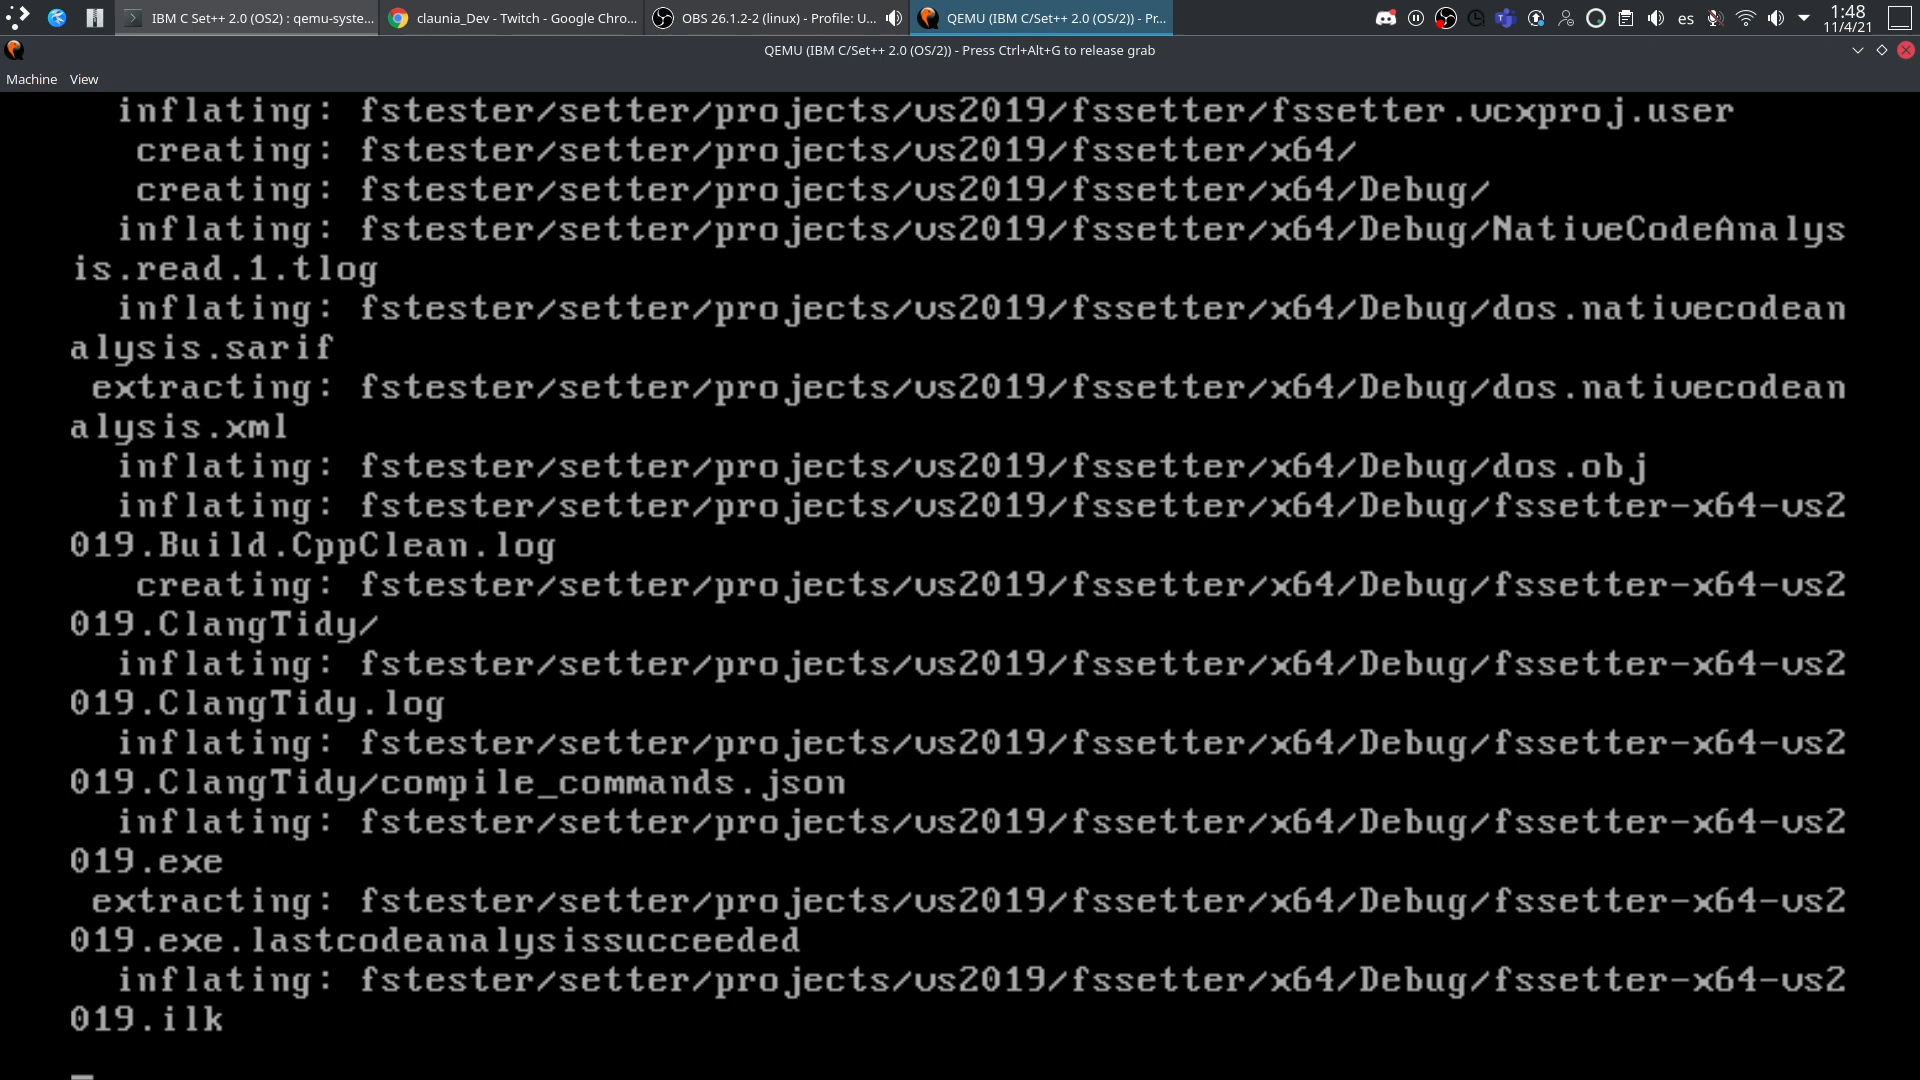 IBM C Set++ 2.0 (OS2) : qemu-syste...
claunia_Dev - Twitch - Google Chro...
OBS 26.1.2-2 (linux) - Profile: U...
QEMU (IBM C/Set++ 2.0 (OS/2)) - Pr...
es
1:48
11/4/21
QEMU (IBM C/Set++ 2.0 (OS/2)) - Press Ctrl+Alt+G to release grab
Machine View
inflating: fstester/setter/projects/vs2019/fssetter/fssetter.vcxproj.user
creating: fstester/setter/projects/vs2019/fssetter/x64/
creating: fstester/setter/projects/vs2019/fssetter/x64/Debug/
inflating: fstester/setter/projects/vs2019/fssetter/x64/Debug/NativeCodeAnalys
is.read.1.tlog
inflating: fstester/setter/projects/vs2019/fssetter/x64/Debug/dos.nativecodean
alysis.sarif
extracting: fstester/setter/projects/vs2019/fssetter/x64/Debug/dos.nativecodean
alysis.xml
inflating: fstester/setter/projects/vs2019/fssetter/x64/Debug/dos.obj
inflating: fstester/setter/projects/vs2019/fssetter/x64/Debug/fssetter-x64-vs2
019.Build.CppClean.log
creating: fstester/setter/projects/vs2019/fssetter/x64/Debug/fssetter-x64-vs2
019.ClangTidy/
inflating: fstester/setter/projects/vs2019/fssetter/x64/Debug/fssetter-x64-vs2
019.ClangTidy.log
inflating: fstester/setter/projects/vs2019/fssetter/x64/Debug/fssetter-x64-vs2
019.ClangTidy/compile_commands.json
inflating: fstester/setter/projects/vs2019/fssetter/x64/Debug/fssetter-x64-vs2
019.exe
extracting: fstester/setter/projects/vs2019/fssetter/x64/Debug/fssetter-x64-vs2
019.exe.lastcodeanalysissucceeded
inflating: fstester/setter/projects/vs2019/fssetter/x64/Debug/fssetter-x64-vs2
019.ilk